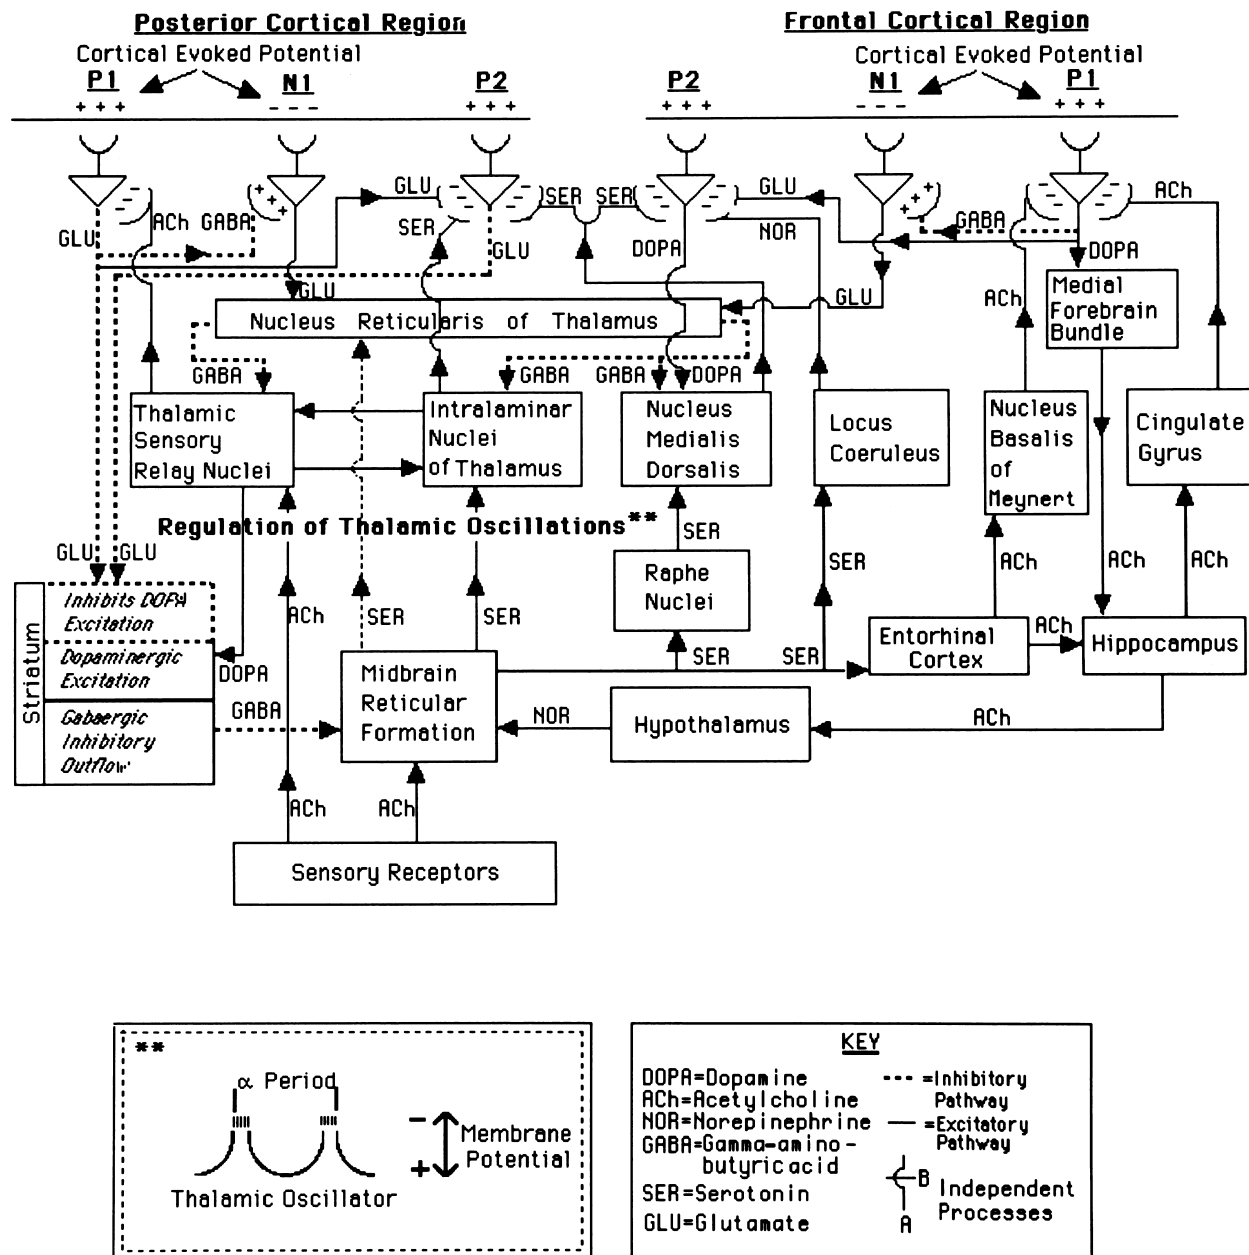 Posterior Cortical Region
Frontal Cortical Region
Cortical Evoked Potential
Cortical Evoked Potential
P1
N1
P2
P2
N1
P1
+ + +
- - -
+ + +
+ + +
- - -
+ + +
GLU
ACh
GABA
GLU
SER
GLU
SER
SER
DOPA
GLU
NOR
GABA
DOPA
ACh
GLU
GLU
ACh
Nucleus Reticularis of Thalamus
Medial
Forebrain
Bundle
GABA
GABA
GABA
DOPA
Thalamic
Sensory
Relay Nuclei
Intralaminar
Nuclei
of Thalamus
Nucleus
Medialis
Dorsalis
Locus
Coeruleus
Nucleus
Basalis
of
Meynert
Cingulate
Gyrus
Regulation of Thalamic Oscillations**
GLU
GLU
ACh
SER
SER
SER
SER
ACh
ACh
ACh
Raphe
Nuclei
Striatum
Inhibits DOPA
Excitation
Dopaminergic
Excitation
Gabaergic
Inhibitory
Outflow
DOPA
GABA
Midbrain
Reticular
Formation
SER
SER
Entorhinal
Cortex
ACh
Hippocampus
NOR
Hypothalamus
ACh
ACh
ACh
Sensory Receptors
**
α Period
Thalamic Oscillator
-
+
Membrane
Potential
KEY
DOPA=Dopamine
ACh=Acetylcholine
NOR=Norepinephrine
GABA=Gamma-amino-
butyric acid
SER=Serotonin
GLU=Glutamate
=Inhibitory
Pathway
=Excitatory
Pathway
B
A
Independent
Processes